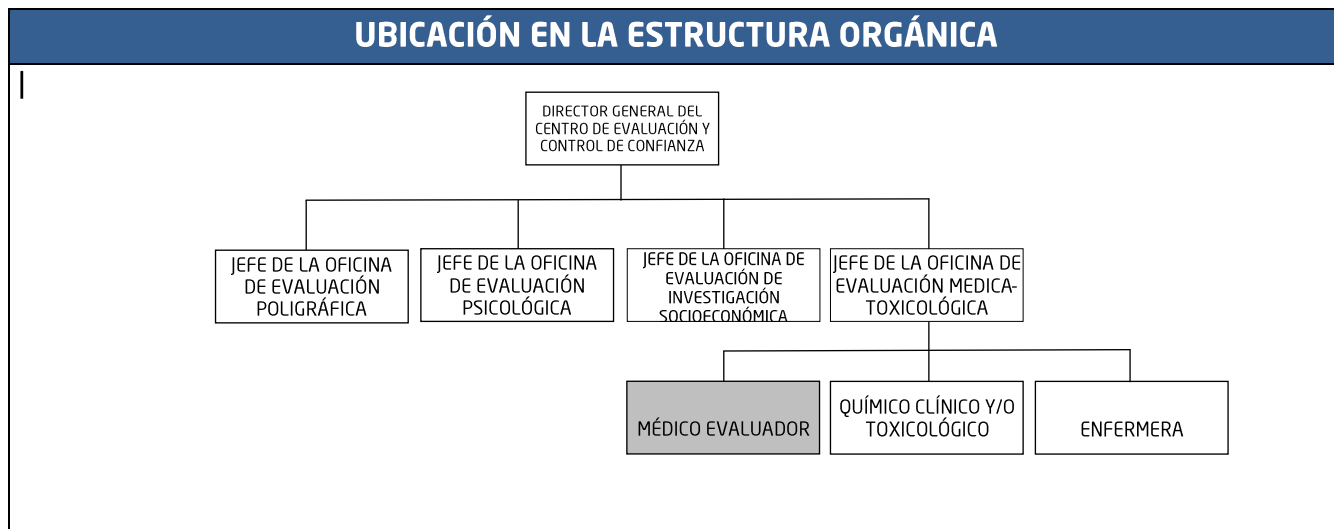 UBICACIÓN EN LA ESTRUCTURA ORGÁNICA
DIRECTOR GENERAL DEL
CENTRO DE EVALUACIÓN Y
CONTROL DE CONFIANZA
JEFE DE LA OFICINA
DE EVALUACIÓN
POLIGRÁFICA
JEFE DE LA OFICINA
DE EVALUACIÓN
PSICOLÓGICA
JEFE DE LA OFICINA DE
EVALUACIÓN DE
INVESTIGACIÓN
SOCIOECONÓMICA
JEFE DE LA OFICINA DE
EVALUACIÓN MEDICA-
TOXICOLÓGICA
MÉDICO EVALUADOR
QUÍMICO CLÍNICO Y/O
TOXICOLÓGICO
ENFERMERA